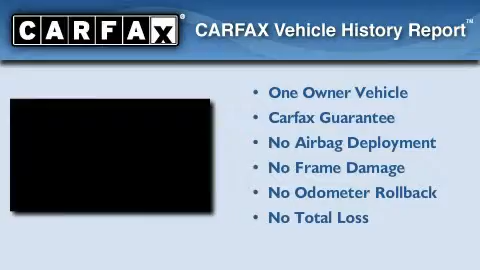 CARFAX® CARFAX Vehicle History Report™
• One Owner Vehicle
• Carfax Guarantee
• No Airbag Deployment
• No Frame Damage
• No Odometer Rollback
• No Total Loss